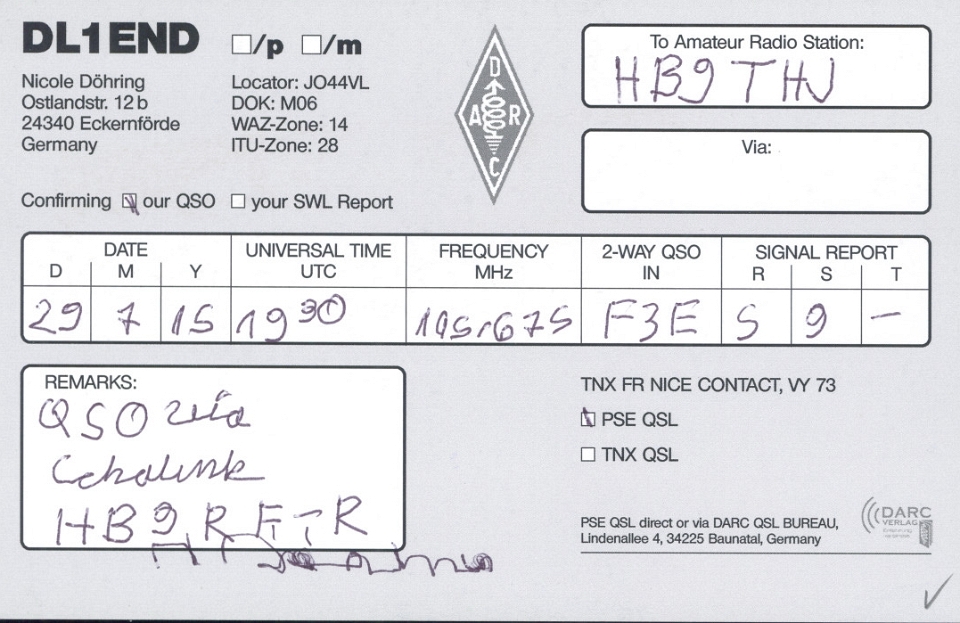 DL1END /p /m
Nicole Döhring
Ostlandstr. 12 b
24340 Eckernförde
Germany
Locator: JO44VL
DOK: M06
WAZ-Zone: 14
ITU-Zone: 28
D A R C
To Amateur Radio Station:
HB9THJ
Via:
Confirming our QSO your SWL Report
DATE UNIVERSAL TIME FREQUENCY 2-WAY QSO SIGNAL REPORT
D M Y UTC MHz IN R S T
29 7 15 19 30 145,675 F3E 5 9 –
REMARKS:
QSO via
Echolink
HB9R
TNX FR NICE CONTACT, VY 73
PSE QSL
TNX QSL
PSE QSL direct or via DARC QSL BUREAU,
Lindenallee 4, 34225 Baunatal, Germany
DARC
VERLAG